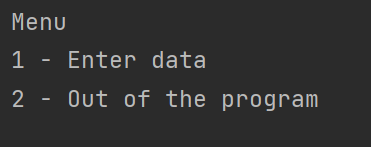 Menu
1 - Enter data
2 - Out of the program